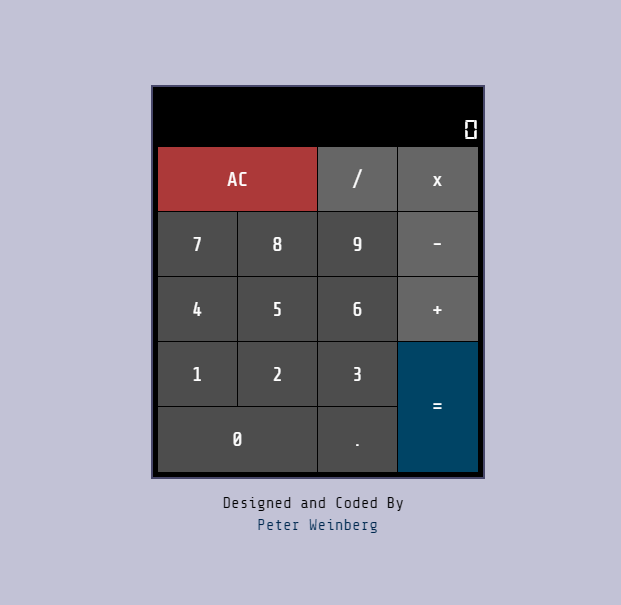 0
AC / x
7 8 9 -
4 5 6 +
1 2 3
=
0 .
Designed and Coded By
Peter Weinberg